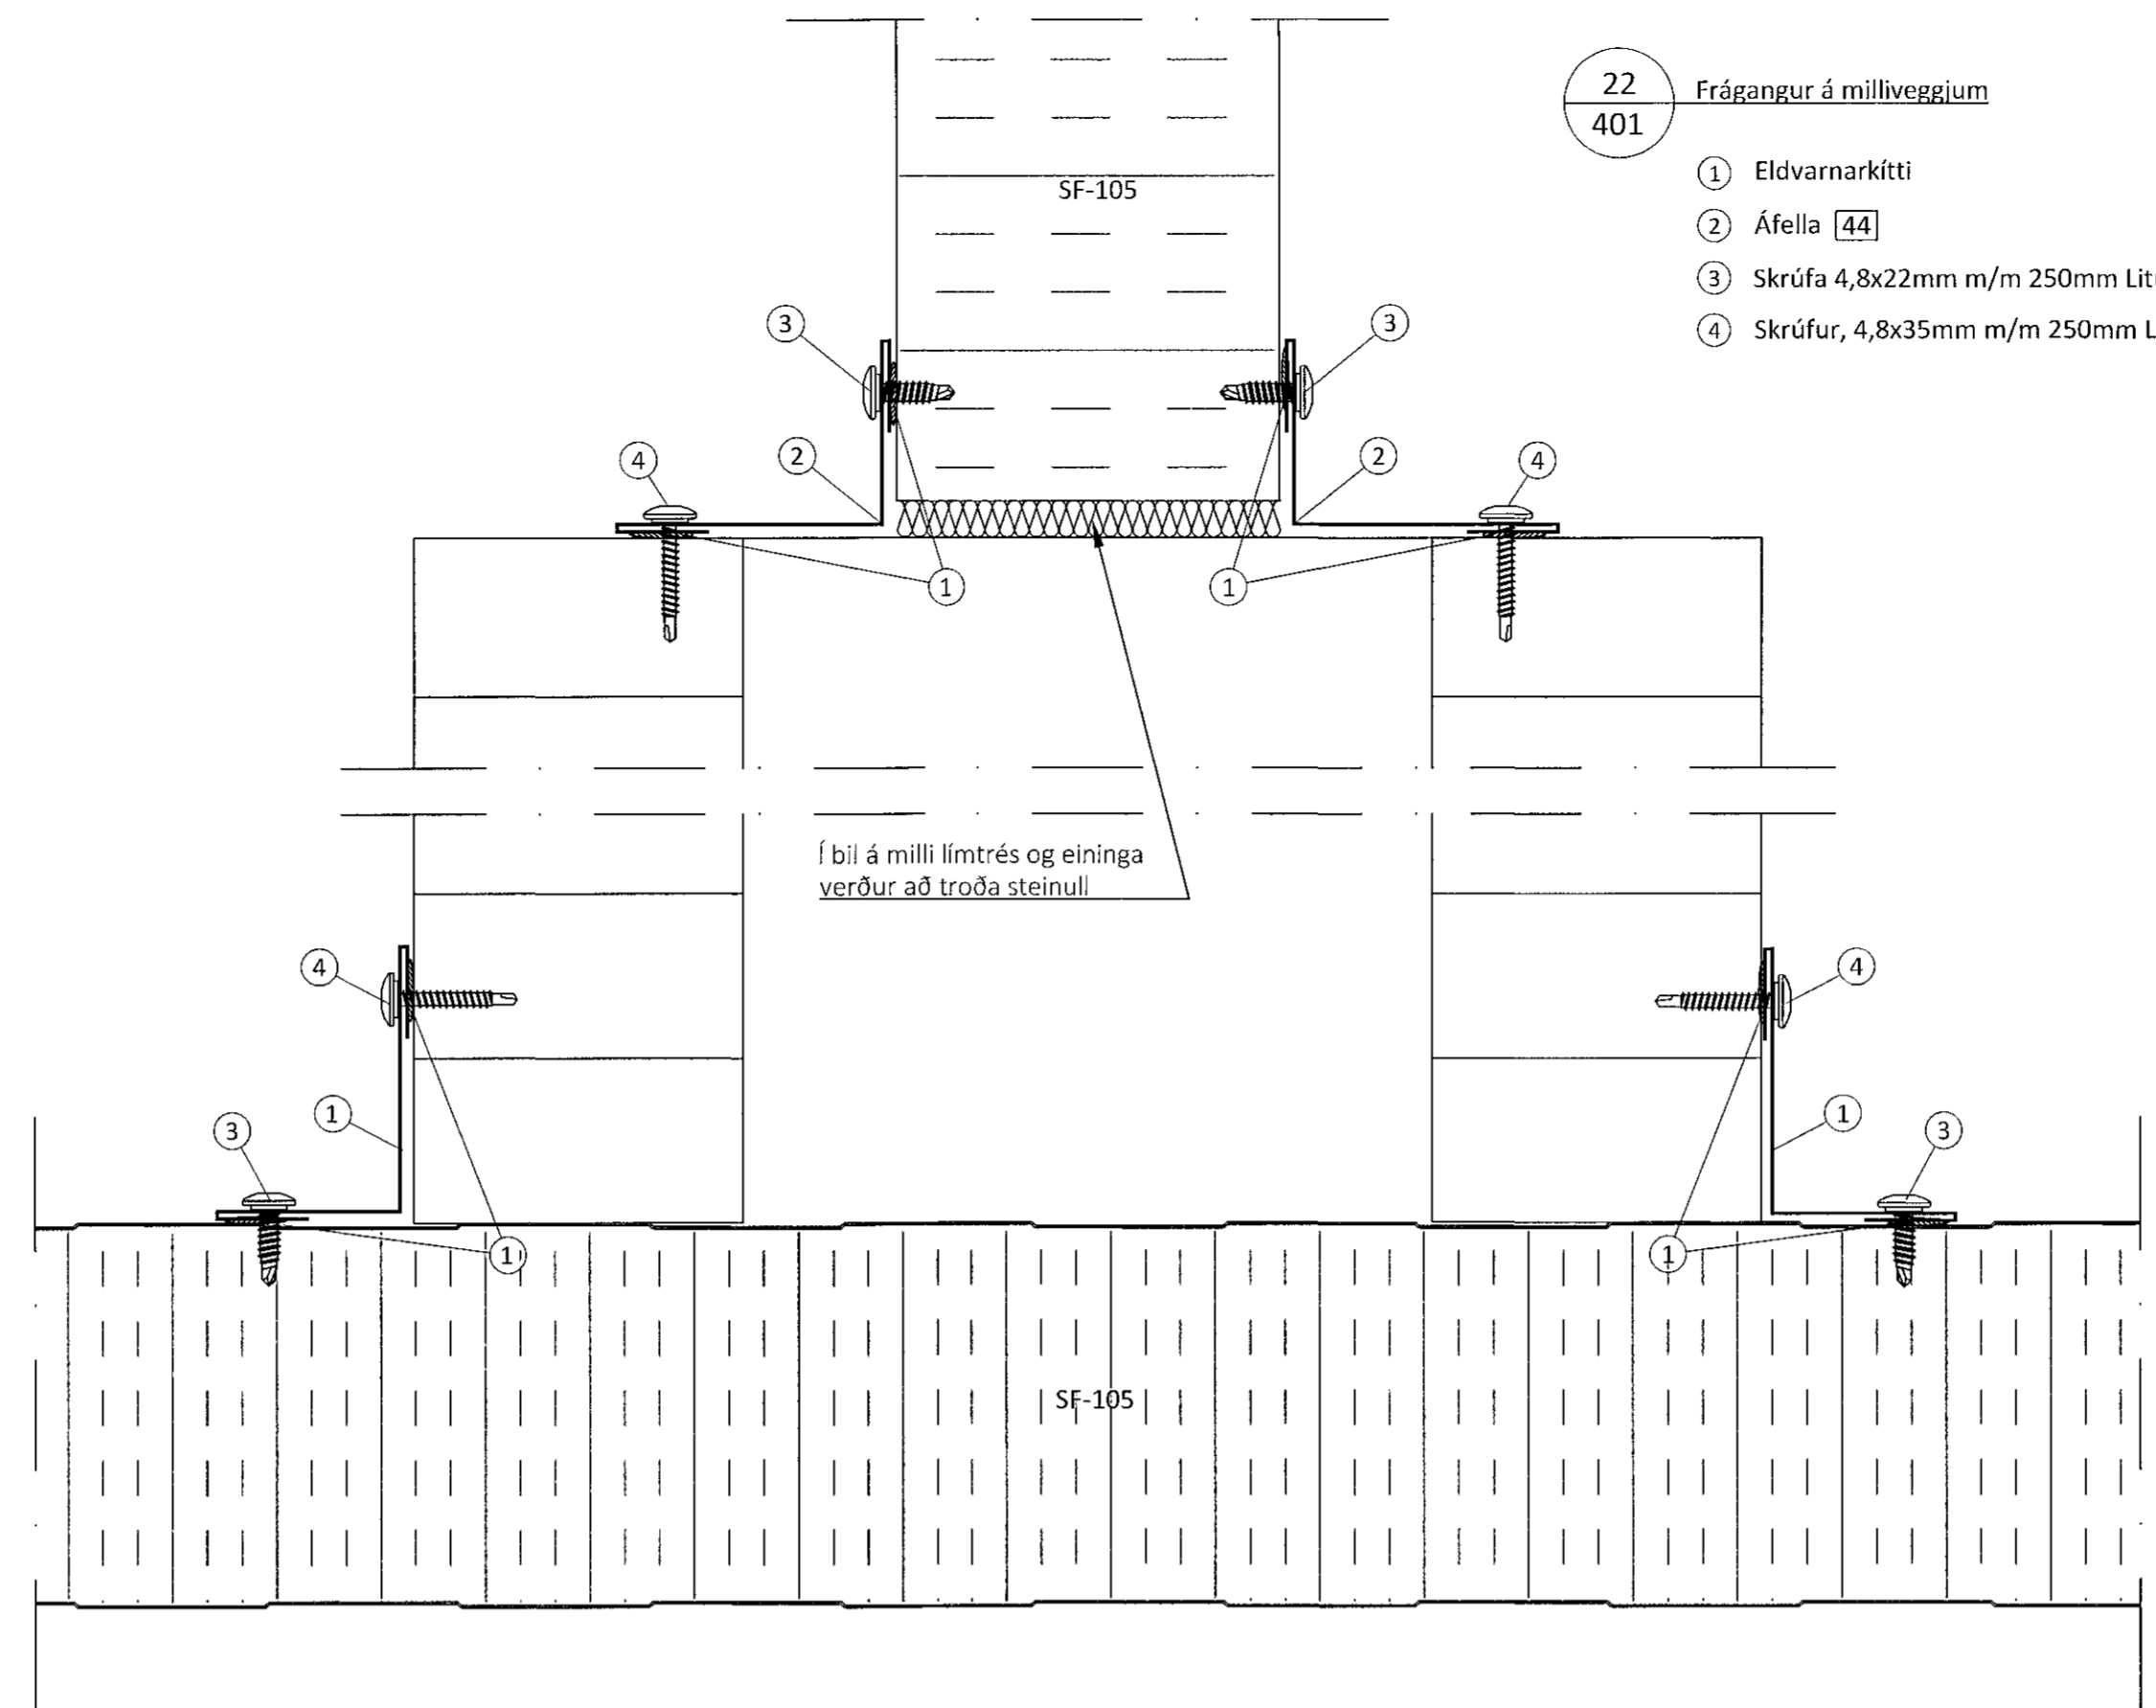 22
401
Frágangur á milliveggjum
1 Eldvarnarkítti
2 Áfella 44
3 Skrúfa 4,8x22mm m/m 250mm
4 Skrúfur, 4,8x35mm m/m 250mm
SF-105
3
3
4
2
2
4
1
1
Í bil á milli límtrés og eininga
verður að troða steinull
4
4
1
1
3
3
1
1
SF-105